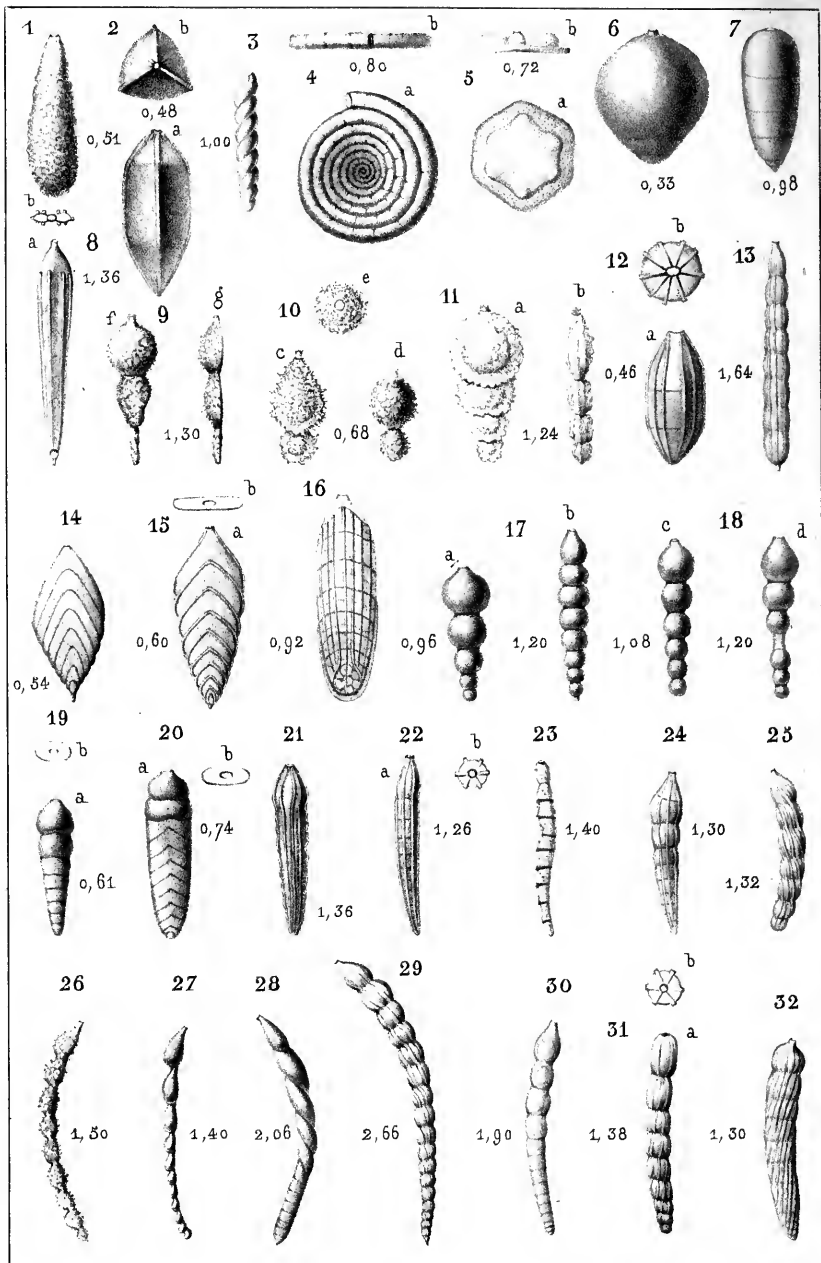 1
2
b
3
b
b
6
7
0,80
0,72
4
a
5
a
0,48
a
0,51
1,00
0,33
0,98
b
a
8
1,36
f
9
g
1,30
10
e
c
d
0,68
11
a
b
1,24
12
b
a
0,46
13
1,64
14
0,54
b
15
a
0,60
16
0,92
17
a
0,96
b
1,20
c
1,08
18
d
1,20
19
b
a
0,61
20
a
b
0,74
21
1,36
22
a
b
1,26
23
1,40
24
1,30
25
1,32
26
1,50
27
1,40
28
2,06
29
2,66
30
1,90
31
b
a
1,38
32
1,30